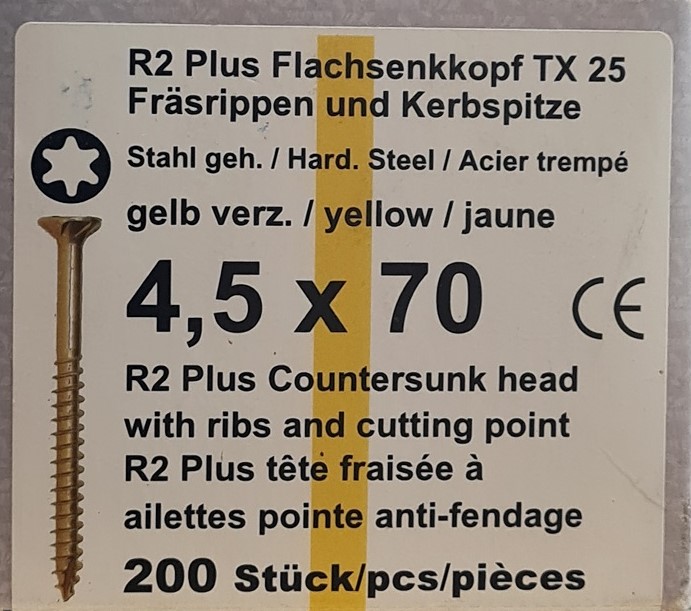 R2 Plus Flachsenkkopf TX 25
Fräsrippen und Kerbspitze
Stahl geh. / Hard. Steel / Acier trempé
gelb verz. / yellow / jaune
4,5 x 70 CE
R2 Plus Countersunk head
with ribs and cutting point
R2 Plus tête fraisée à
ailettes pointe anti-fendage
200 Stück/pcs/pièces